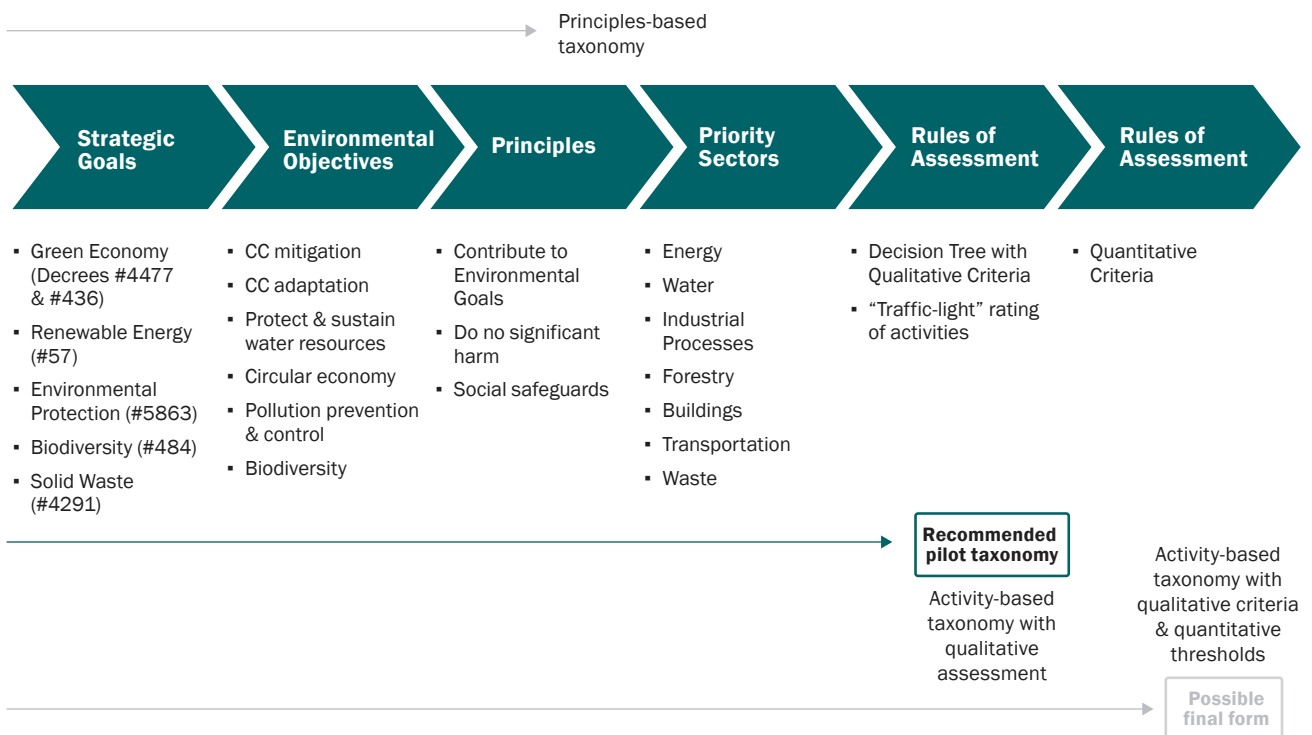 Principles-based
taxonomy
Strategic
Goals
Environmental
Objectives
Principles
Priority
Sectors
Rules of
Assessment
Rules of
Assessment
▪ Green Economy
(Decrees #4477
& #436)
▪ Renewable Energy
(#57)
▪ Environmental
Protection (#5863)
▪ Biodiversity (#484)
▪ Solid Waste
(#4291)
▪ CC mitigation
▪ CC adaptation
▪ Protect & sustain
water resources
▪ Circular economy
▪ Pollution prevention
& control
▪ Biodiversity
▪ Contribute to
Environmental
Goals
▪ Do no significant
harm
▪ Social safeguards
▪ Energy
▪ Water
▪ Industrial
Processes
▪ Forestry
▪ Buildings
▪ Transportation
▪ Waste
▪ Decision Tree with
Qualitative Criteria
▪ “Traffic-light” rating
of activities
▪ Quantitative
Criteria
Recommended
pilot taxonomy
Activity-based
taxonomy with
qualitative
assessment
Activity-based
taxonomy with
qualitative criteria
& quantitative
thresholds
Possible
final form